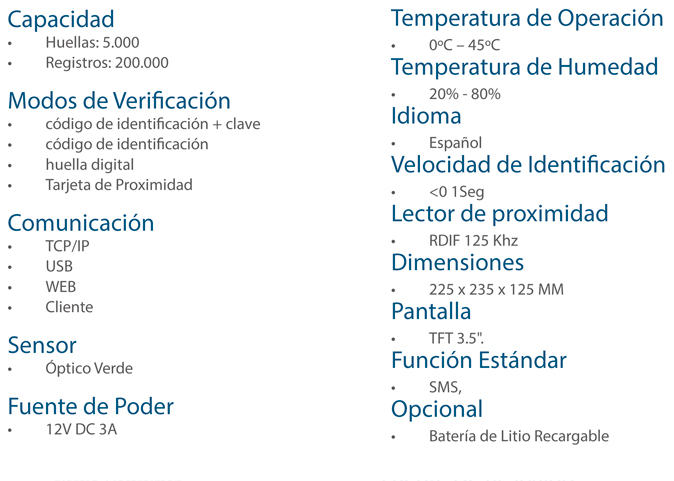 Capacidad
• Huellas: 5.000
• Registros: 200.000
Modos de Verificación
• código de identificación + clave
• código de identificación
• huella digital
• Tarjeta de Proximidad
Comunicación
• TCP/IP
• USB
• WEB
• Cliente
Sensor
• Óptico Verde
Fuente de Poder
• 12V DC 3A
Temperatura de Operación
• 0ºC – 45ºC
Temperatura de Humedad
• 20% - 80%
Idioma
• Español
Velocidad de Identificación
• <0 1Seg
Lector de proximidad
• RDIF 125 Khz
Dimensiones
• 225 x 235 x 125 MM
Pantalla
• TFT 3.5".
Función Estándar
• SMS,
Opcional
• Batería de Litio Recargable